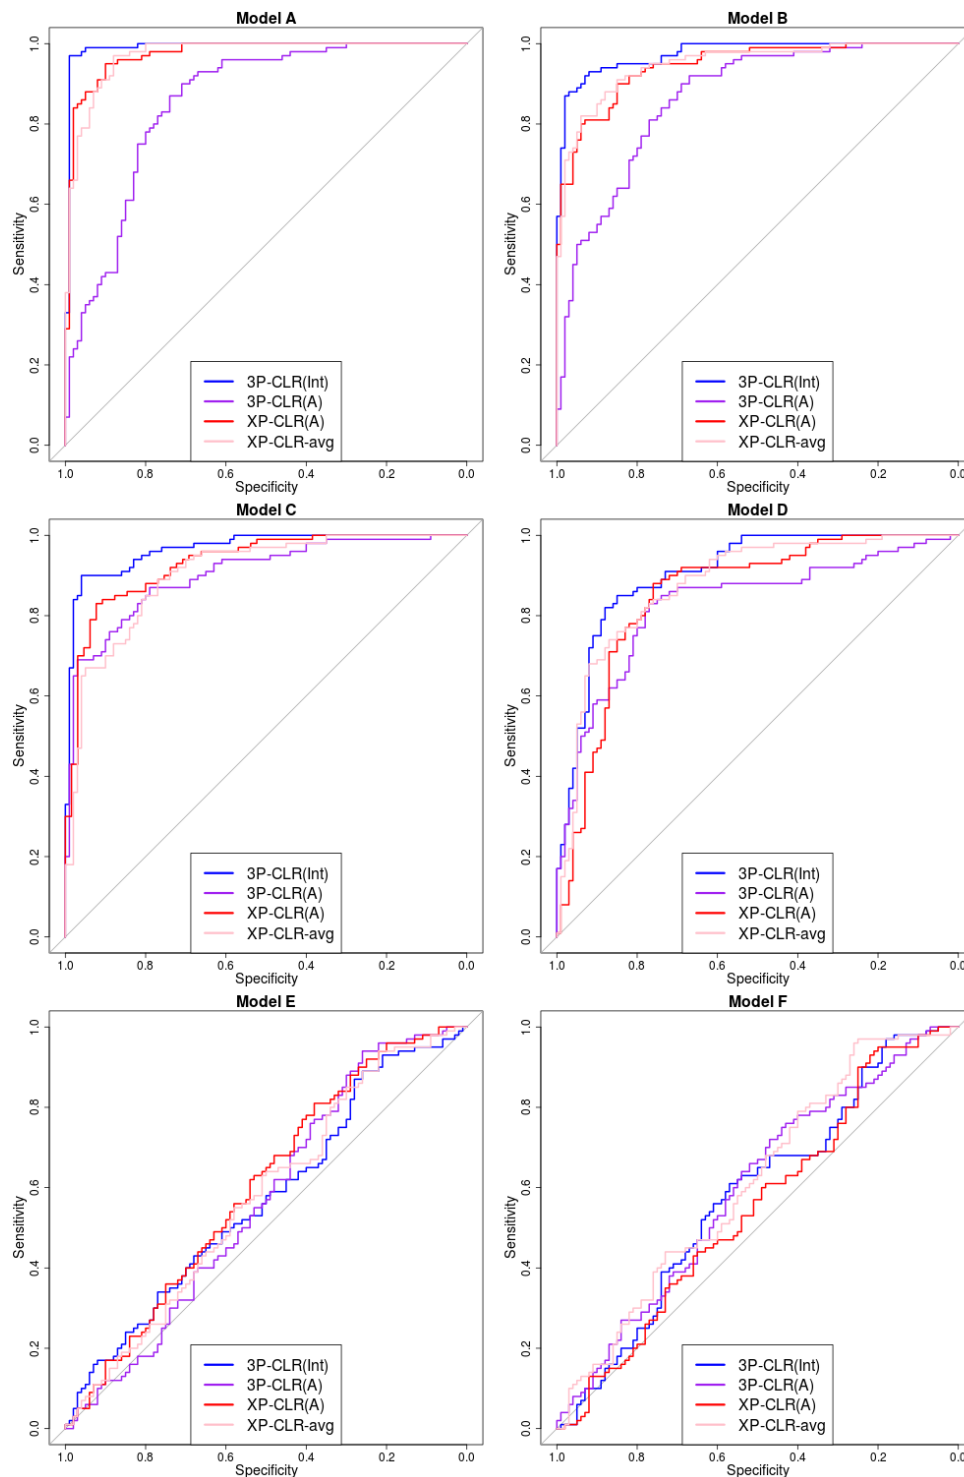 Model A
Sensitivity
0.0 0.2 0.4 0.6 0.8 1.0
3P-CLR(Int)
3P-CLR(A)
XP-CLR(A)
XP-CLR-avg
1.0 0.8 0.6 0.4 0.2 0.0
Specificity
Model B
Sensitivity
0.0 0.2 0.4 0.6 0.8 1.0
3P-CLR(Int)
3P-CLR(A)
XP-CLR(A)
XP-CLR-avg
1.0 0.8 0.6 0.4 0.2 0.0
Specificity
Model C
Sensitivity
0.0 0.2 0.4 0.6 0.8 1.0
3P-CLR(Int)
3P-CLR(A)
XP-CLR(A)
XP-CLR-avg
1.0 0.8 0.6 0.4 0.2 0.0
Specificity
Model D
Sensitivity
0.0 0.2 0.4 0.6 0.8 1.0
3P-CLR(Int)
3P-CLR(A)
XP-CLR(A)
XP-CLR-avg
1.0 0.8 0.6 0.4 0.2 0.0
Specificity
Model E
Sensitivity
0.0 0.2 0.4 0.6 0.8 1.0
3P-CLR(Int)
3P-CLR(A)
XP-CLR(A)
XP-CLR-avg
1.0 0.8 0.6 0.4 0.2 0.0
Specificity
Model F
Sensitivity
0.0 0.2 0.4 0.6 0.8 1.0
3P-CLR(Int)
3P-CLR(A)
XP-CLR(A)
XP-CLR-avg
1.0 0.8 0.6 0.4 0.2 0.0
Specificity